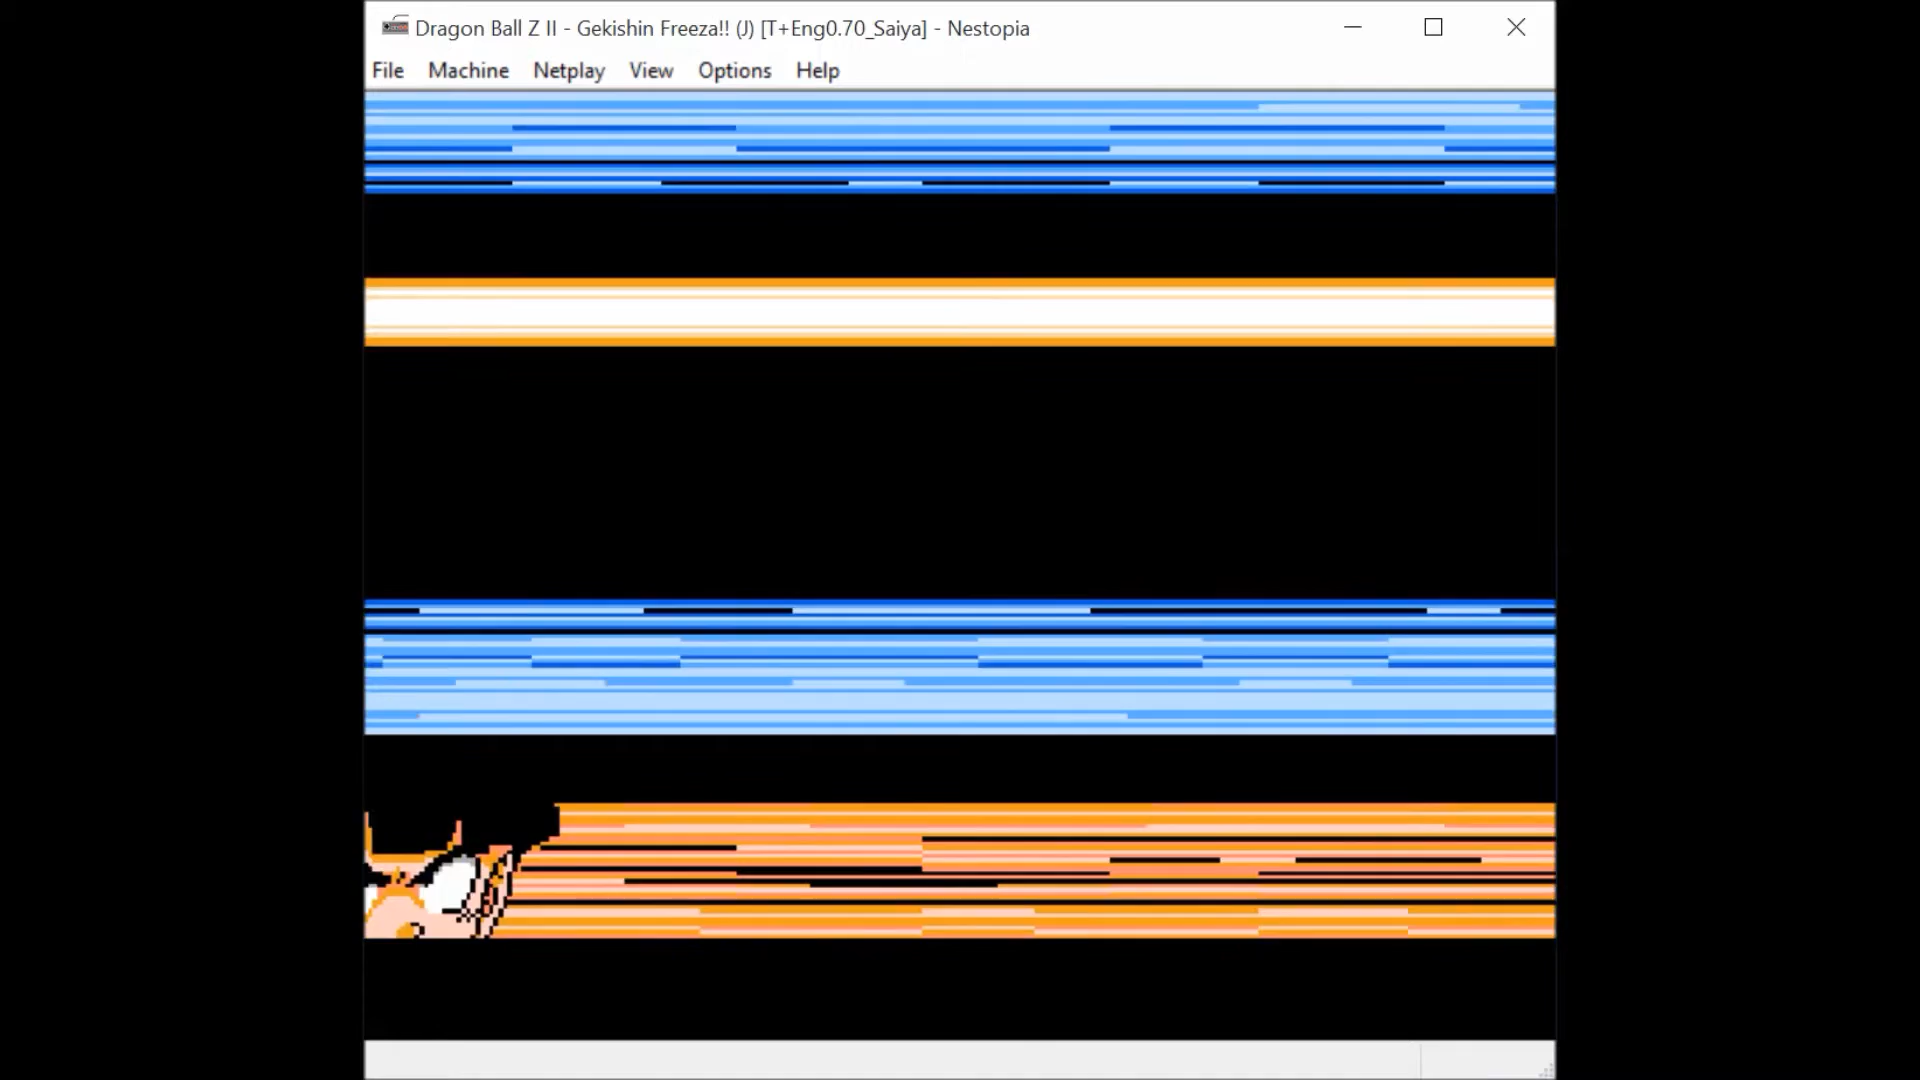 Dragon Ball Z II - Gekishin Freeza!! (J) [T+Eng0.70_Saiya] - Nestopia
File Machine Netplay View Options Help